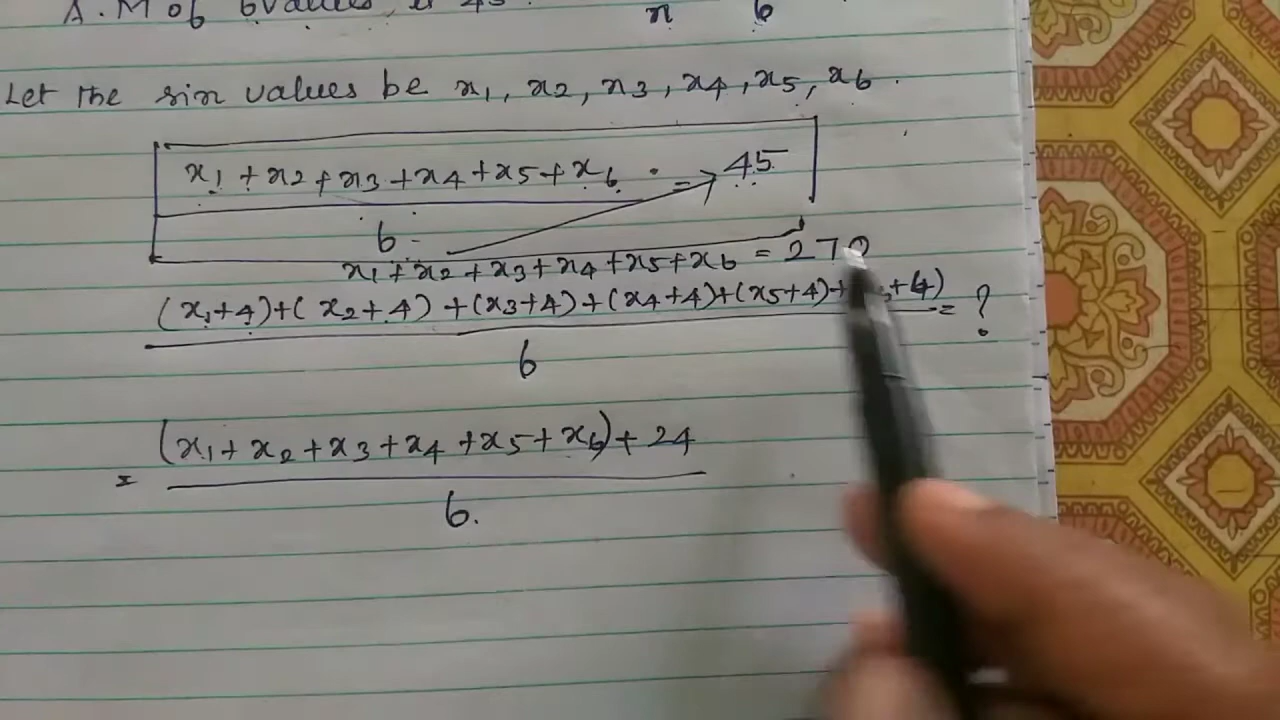 A.M of 6 values is 45. n 6
Let the six values be x1, x2, x3, x4, x5, x6.
x1 + x2 + x3 + x4 + x5 + x6 = 45
6
x1 + x2 + x3 + x4 + x5 + x6 = 270
(x1+4)+(x2+4)+(x3+4)+(x4+4)+(x5+4)+ +4) = ?
6
= (x1 + x2 + x3 + x4 + x5 + x6) + 24
6.